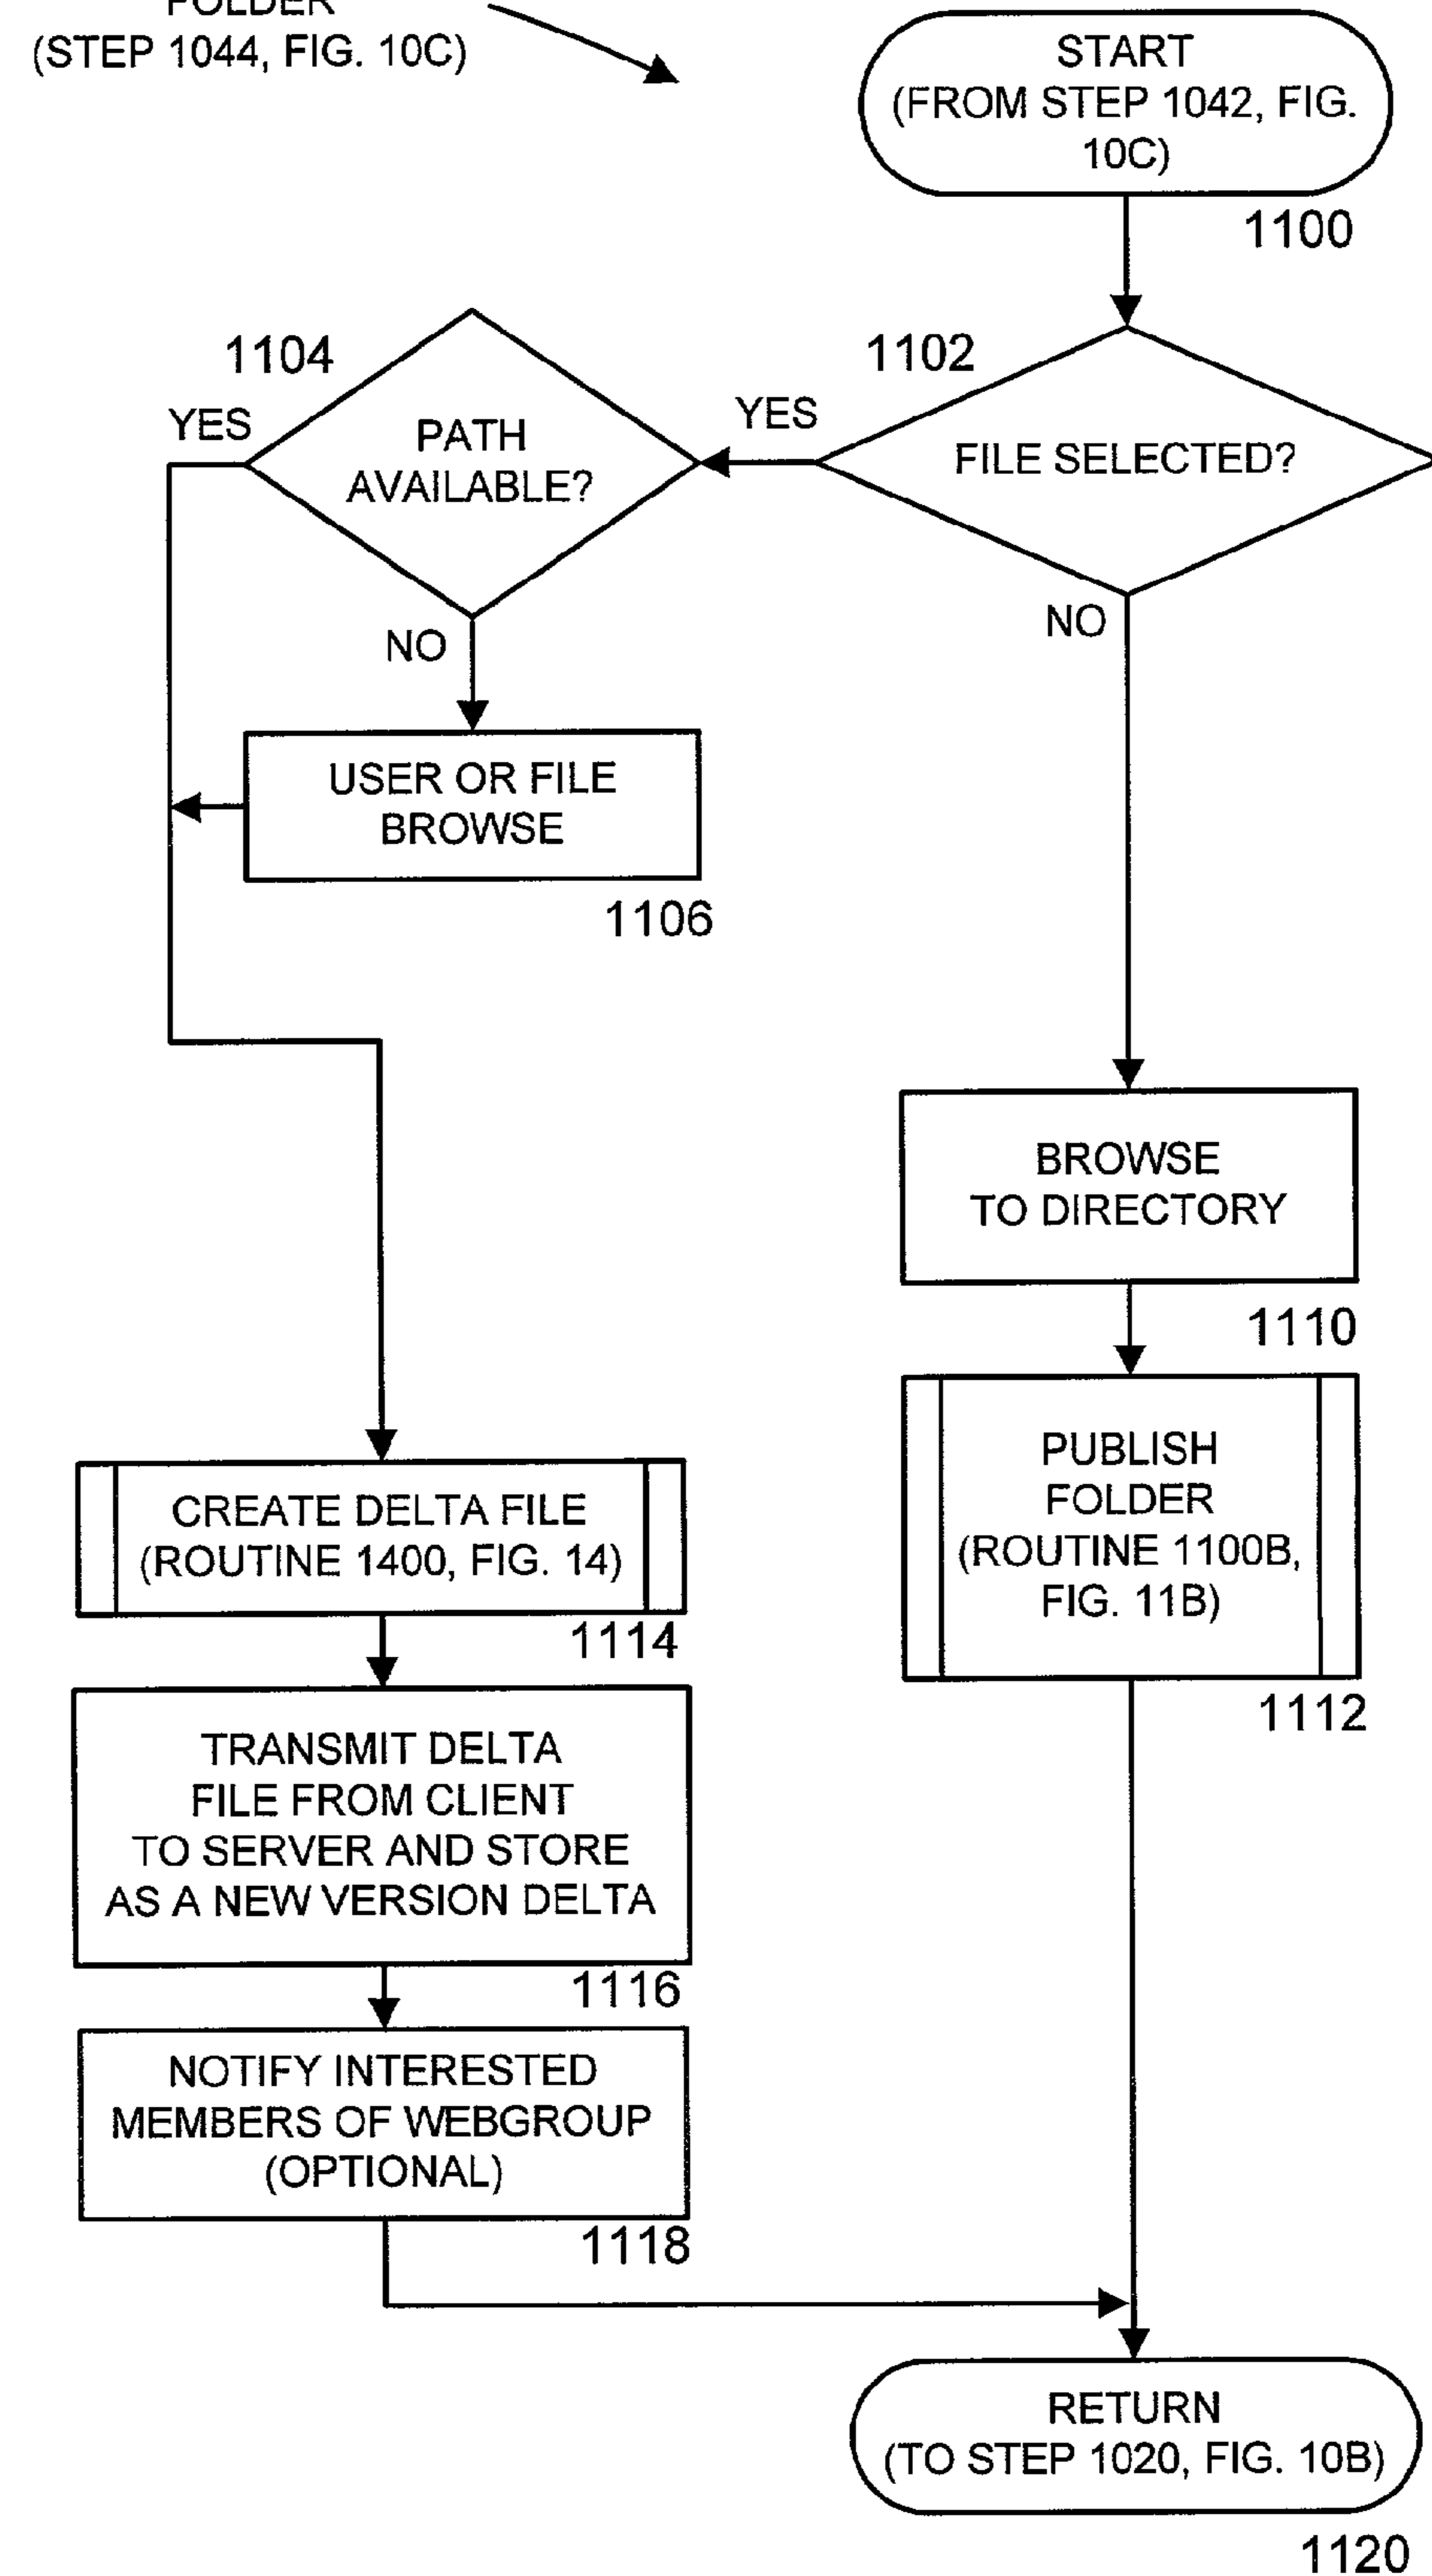 FOLDER
(STEP 1044, FIG. 10C)
START
(FROM STEP 1042, FIG.
10C)
1100
1102
FILE SELECTED?
YES
NO
1104
PATH
AVAILABLE?
YES
NO
USER OR FILE
BROWSE
1106
BROWSE
TO DIRECTORY
1110
PUBLISH
FOLDER
(ROUTINE 1100B,
FIG. 11B)
1112
CREATE DELTA FILE
(ROUTINE 1400, FIG. 14)
1114
TRANSMIT DELTA
FILE FROM CLIENT
TO SERVER AND STORE
AS A NEW VERSION DELTA
1116
NOTIFY INTERESTED
MEMBERS OF WEBGROUP
(OPTIONAL)
1118
RETURN
(TO STEP 1020, FIG. 10B)
1120